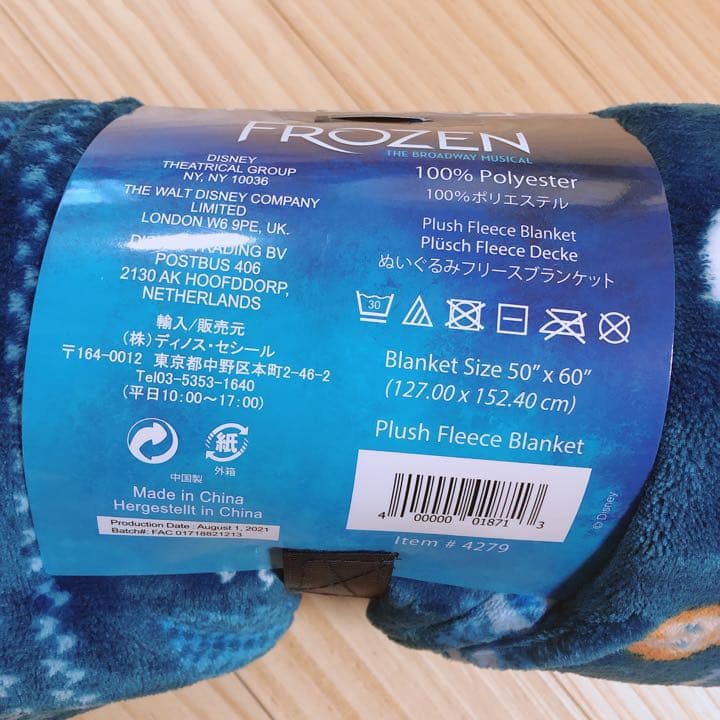 FROZEN
THE BROADWAY MUSICAL
DISNEY
THEATRICAL GROUP
NY, NY 10036
THE WALT DISNEY COMPANY
LIMITED
LONDON W6 9PE, UK.
TRADING BV
POSTBUS 406
2130 AK HOOFDDORP,
NETHERLANDS
輸入/販売元
(株)ディノス・セシール
〒164-0012 東京都中野区本町2-46-2
Tel03-5353-1640
(平日10:00〜17:00)
紙
外箱
中国製
Made in China
Hergestellt in China
Production Date : August 1, 2021
Batch#: FAC 01718821213
100% Polyester
100%ポリエステル
Plush Fleece Blanket
Plüsch Fleece Decke
ぬいぐるみフリースブランケット
30
Blanket Size 50" x 60"
(127.00 x 152.40 cm)
Plush Fleece Blanket
4 00000 01871 3
Item # 4279
© Disney